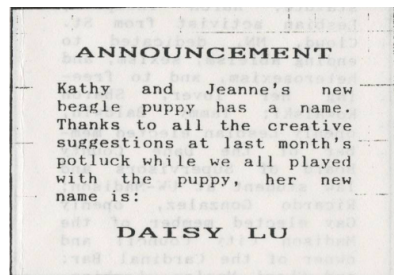 ANNOUNCEMENT
Kathy and Jeanne's new
beagle puppy has a name.
Thanx to all the creative
suggestions at last month's
potluck while we all played
with the puppy, her new
name is:
DAISY LU